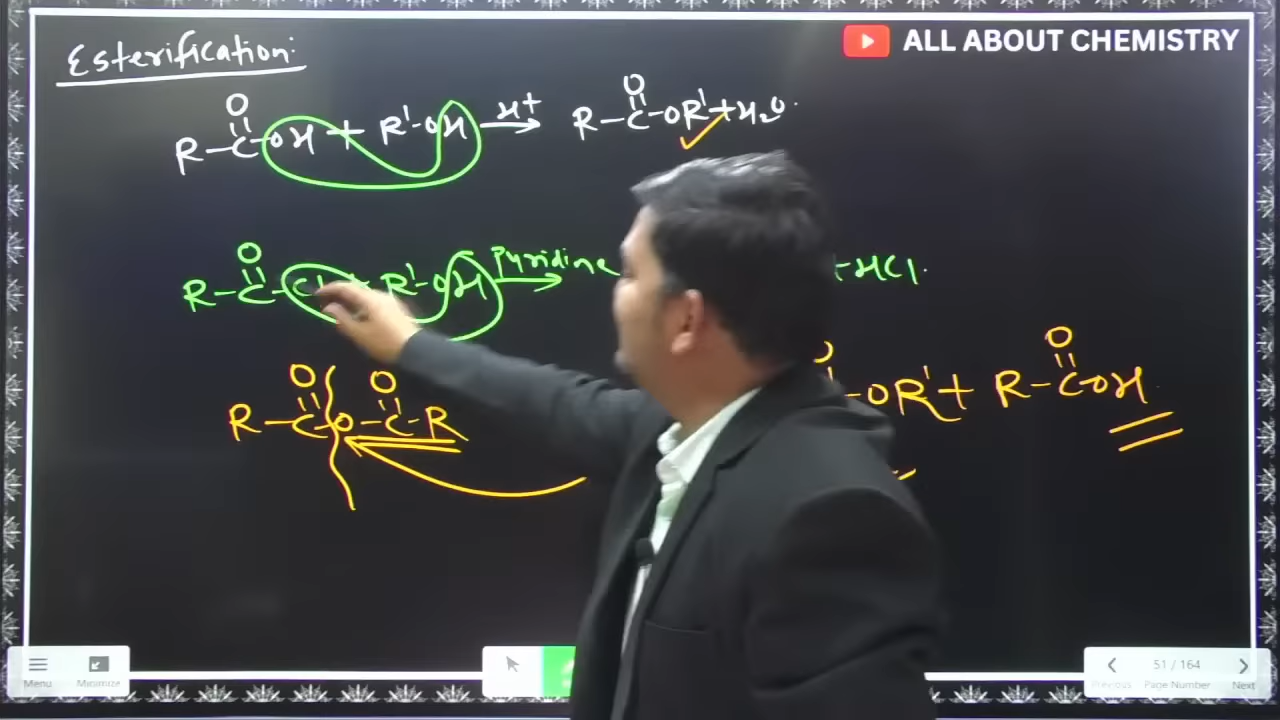 Esterification:
ALL ABOUT CHEMISTRY
O O
R-C-OH + R'-OH H+ → R-C-OR' + H2O.
O
R-C-Cl + R'-OH Pyridine → + HCl.
O O O
R-C-O-C-R -OR' + R-C-OH
Menu
Minimize
51 / 164
Previous Page Number Next